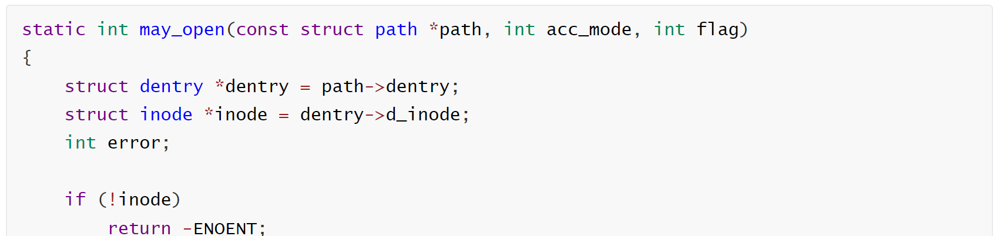 static int may_open(const struct path *path, int acc_mode, int flag)
{
    struct dentry *dentry = path->dentry;
    struct inode *inode = dentry->d_inode;
    int error;

    if (!inode)
        return -ENOENT;